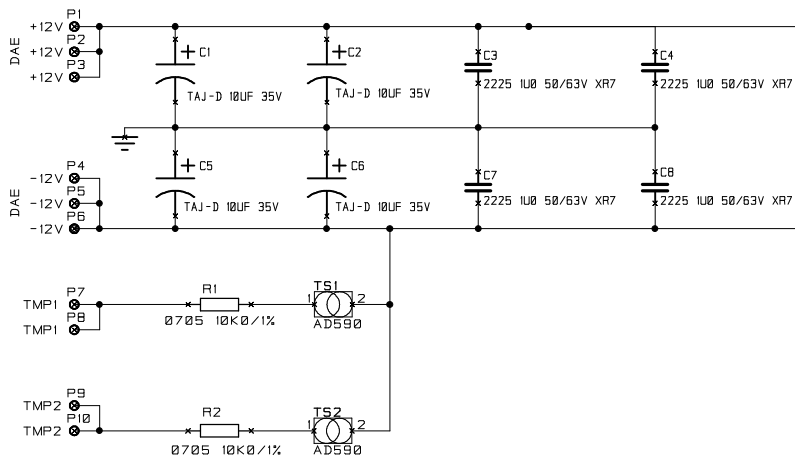 DAE
+12V P1
+12V P2
+12V P3
+ C1
TAJ-D 10UF 35V
+ C2
TAJ-D 10UF 35V
C3
2225 1U0 50/63V XR7
C4
2225 1U0 50/63V XR7
DAE
-12V P4
-12V P5
-12V P6
+ C5
TAJ-D 10UF 35V
+ C6
TAJ-D 10UF 35V
C7
2225 1U0 50/63V XR7
C8
2225 1U0 50/63V XR7
TMP1 P7
TMP1 P8
R1
0705 10K0/1%
TS1
1 2
AD590
TMP2 P9
TMP2 P10
R2
0705 10K0/1%
TS2
1 2
AD590